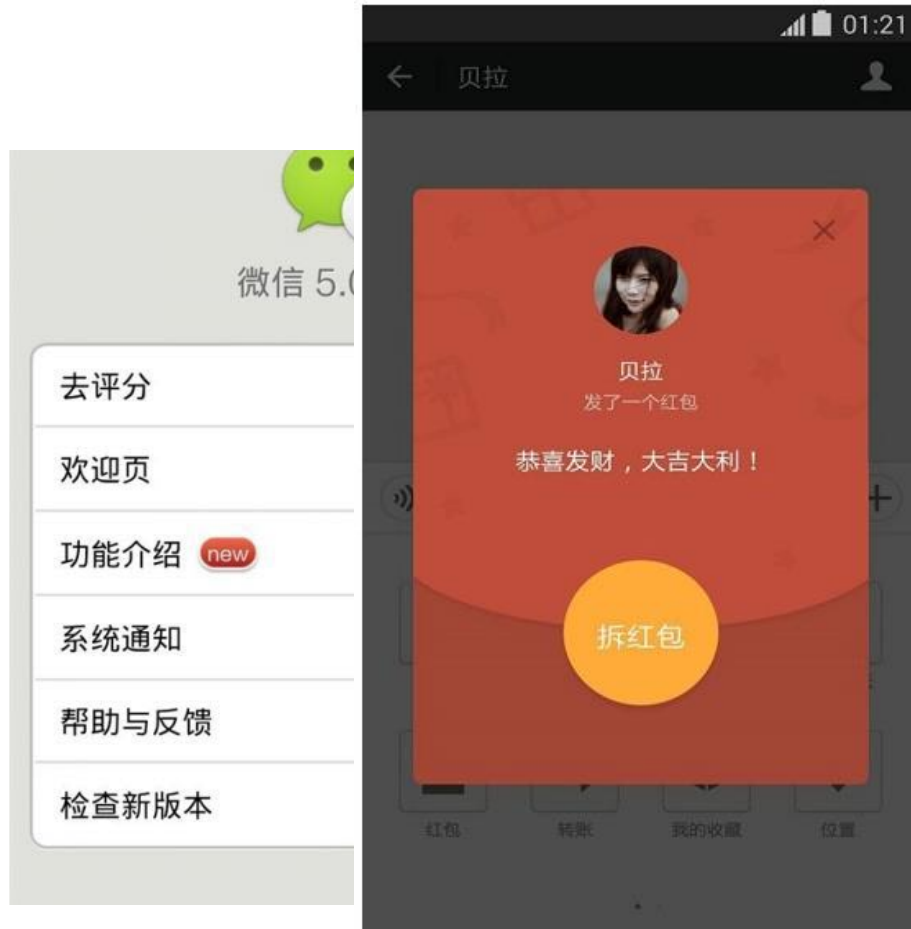 微信 5.0
去评分
欢迎页
功能介绍 new
系统通知
帮助与反馈
检查新版本
01:21
贝拉
贝拉
发了一个红包
恭喜发财，大吉大利！
拆红包
红包 转账 我的收藏 位置